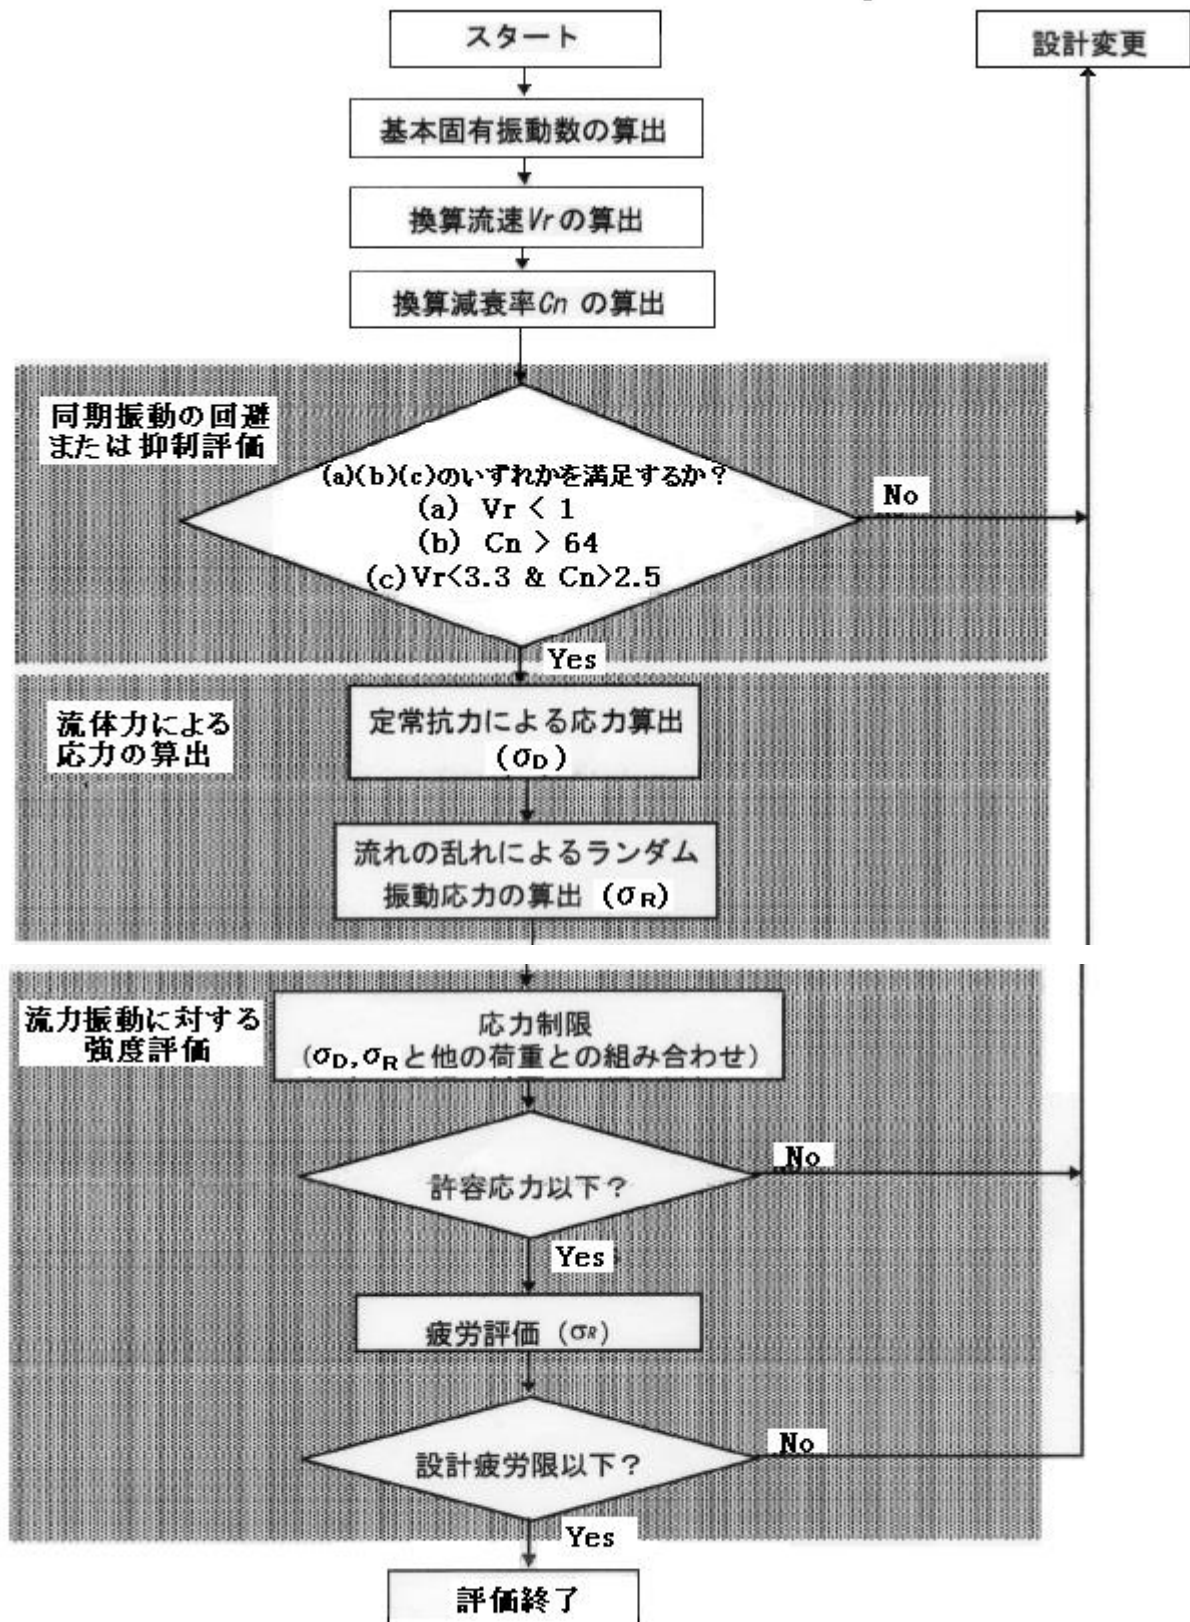 スタート
設計変更
基本固有振動数の算出
換算流速Vrの算出
換算減衰率Cn の算出
同期振動の回避
または抑制評価
(a)(b)(c)のいずれかを満足するか？
(a) Vr < 1
(b) Cn > 64
(c)Vr<3.3 & Cn>2.5
No
Yes
流体力による
応力の算出
定常抗力による応力算出
(σD)
流れの乱れによるランダム
振動応力の算出 (σR)
流力振動に対する
強度評価
応力制限
(σD,σRと他の荷重との組み合わせ)
許容応力以下？
No
Yes
疲労評価 (σR)
設計疲労限以下？
No
Yes
評価終了